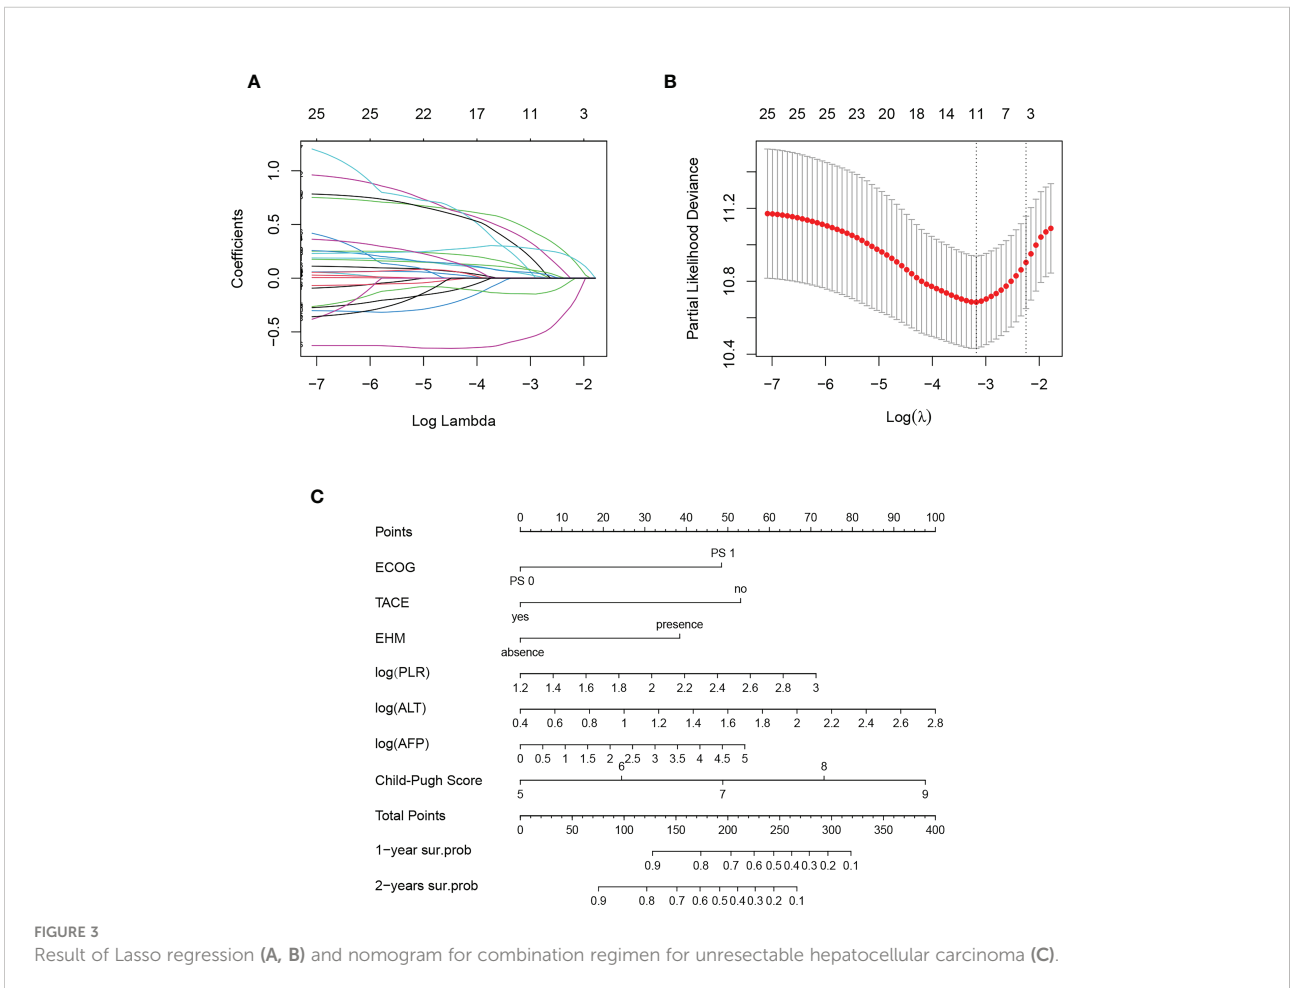 A
25 25 22 17 11 3
1.0
0.5
0.0
−0.5
Coefficients
−7 −6 −5 −4 −3 −2
Log Lambda
B
25 25 25 23 20 18 14 11 7 3
11.2
10.8
10.4
Partial Likelihood Deviance
−7 −6 −5 −4 −3 −2
Log(λ)
C
0 10 20 30 40 50 60 70 80 90 100
Points
PS 1
ECOG
PS 0
no
TACE
yes
presence
EHM
absence
log(PLR)
1.2 1.4 1.6 1.8 2 2.2 2.4 2.6 2.8 3
log(ALT)
0.4 0.6 0.8 1 1.2 1.4 1.6 1.8 2 2.2 2.4 2.6 2.8
log(AFP)
0 0.5 1 1.5 2 2.5 3 3.5 4 4.5 5
6 8
Child−Pugh Score
5 7 9
Total Points
0 50 100 150 200 250 300 350 400
1−year sur.prob
0.9 0.8 0.7 0.6 0.5 0.4 0.3 0.2 0.1
2−years sur.prob
0.9 0.8 0.7 0.6 0.5 0.4 0.3 0.2 0.1
FIGURE 3
Result of Lasso regression (A, B) and nomogram for combination regimen for unresectable hepatocellular carcinoma (C).